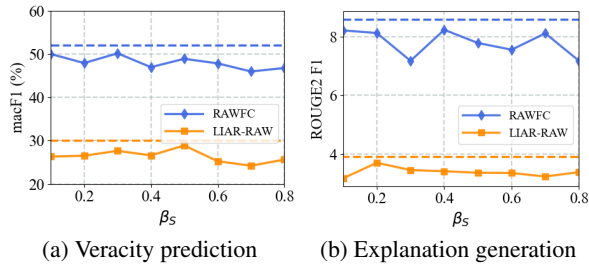 macF1 (%)
60
50
40
30
20
0.2 0.4 0.6 0.8
βS
RAWFC
LIAR-RAW
(a) Veracity prediction
ROUGE2 F1
8
6
4
0.2 0.4 0.6 0.8
βS
RAWFC
LIAR-RAW
(b) Explanation generation